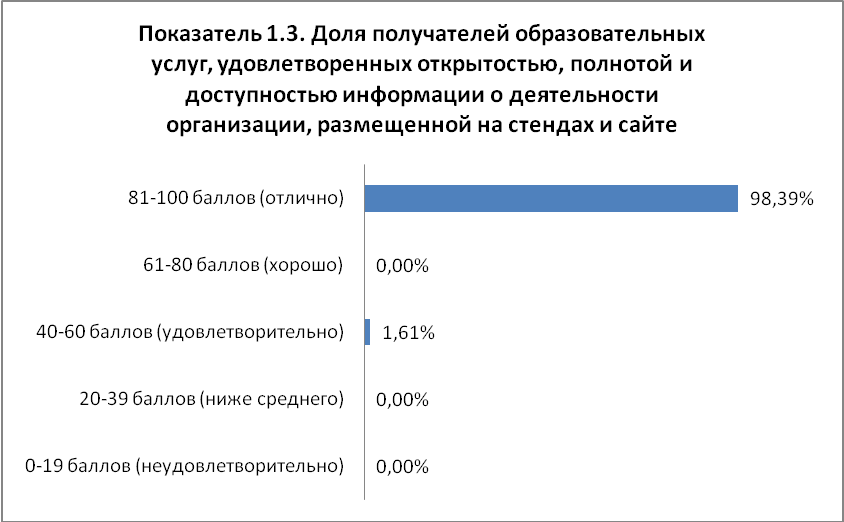 Показатель 1.3. Доля получателей образовательных
услуг, удовлетворенных открытостью, полнотой и
доступностью информации о деятельности
организации, размещенной на стендах и сайте
81-100 баллов (отлично) 98,39%
61-80 баллов (хорошо) 0,00%
40-60 баллов (удовлетворительно) 1,61%
20-39 баллов (ниже среднего) 0,00%
0-19 баллов (неудовлетворительно) 0,00%